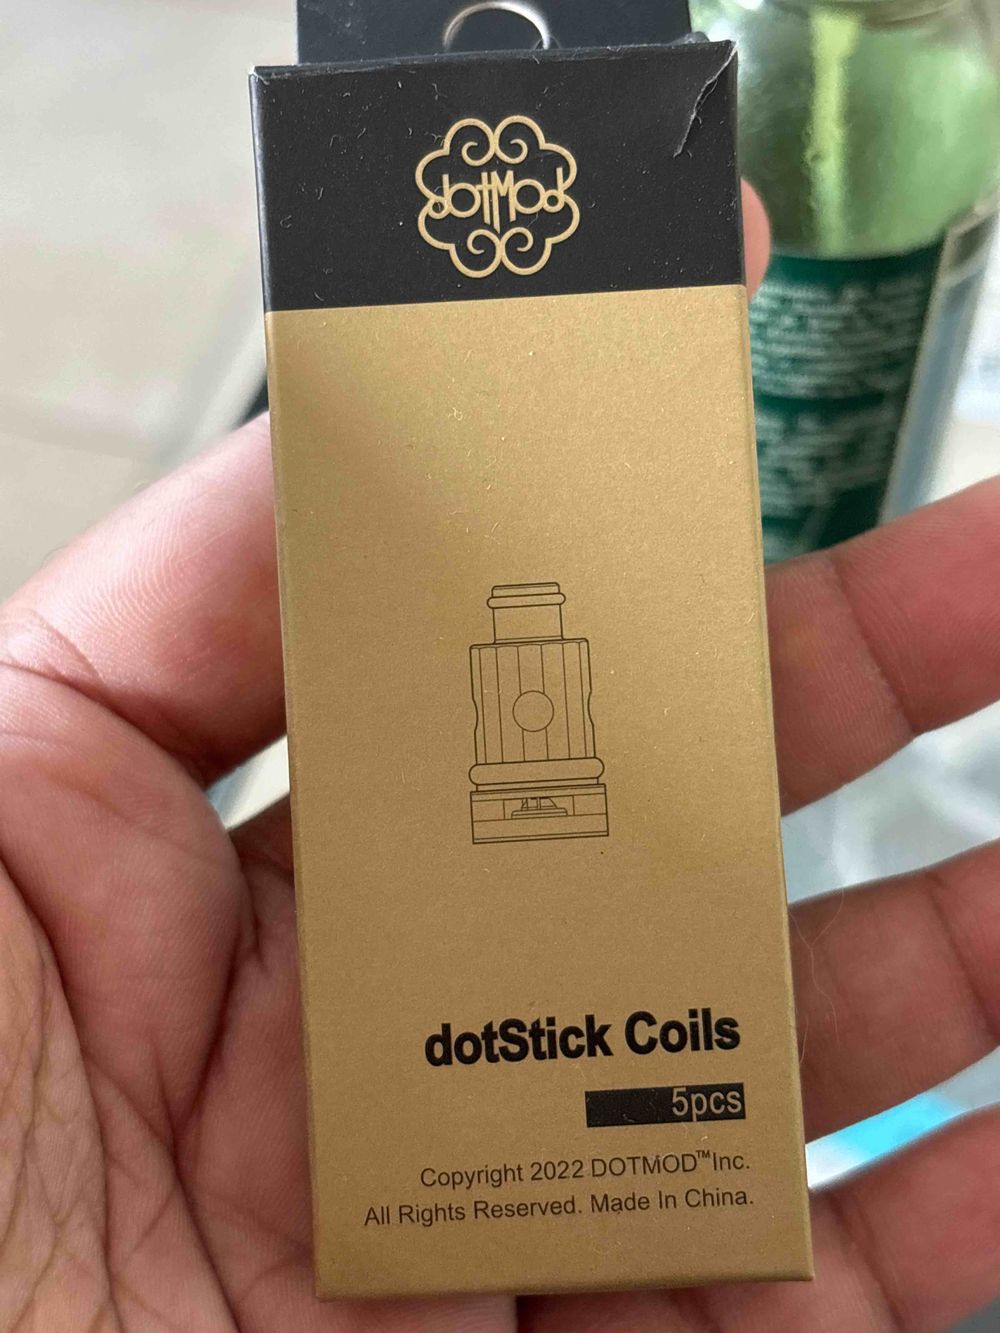 dotMod
dotStick Coils
5pcs
Copyright 2022 DOTMOD™Inc.
All Rights Reserved. Made In China.